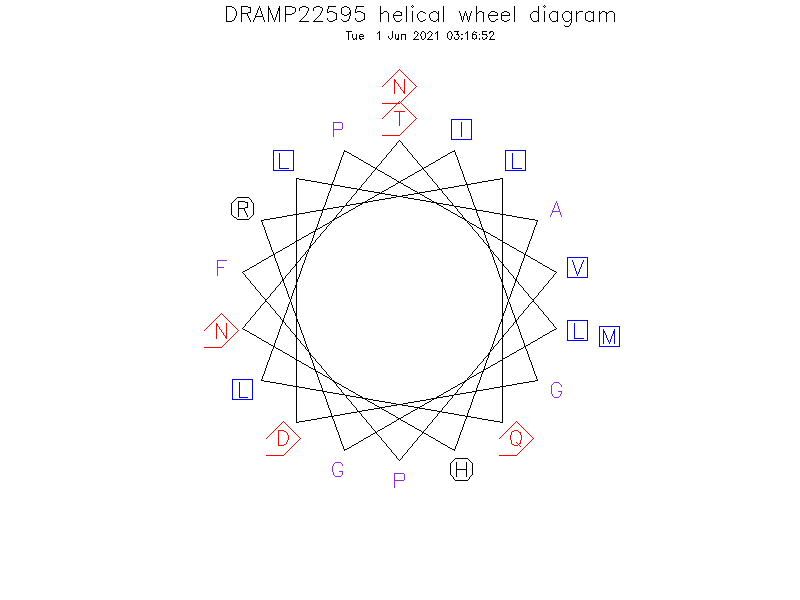 DRAMP22595 helical wheel diagram
Tue 1 Jun 2021 03:16:52
N
T
P
I
L
L
R
A
F
V
N
L
M
L
G
D
Q
G
H
P